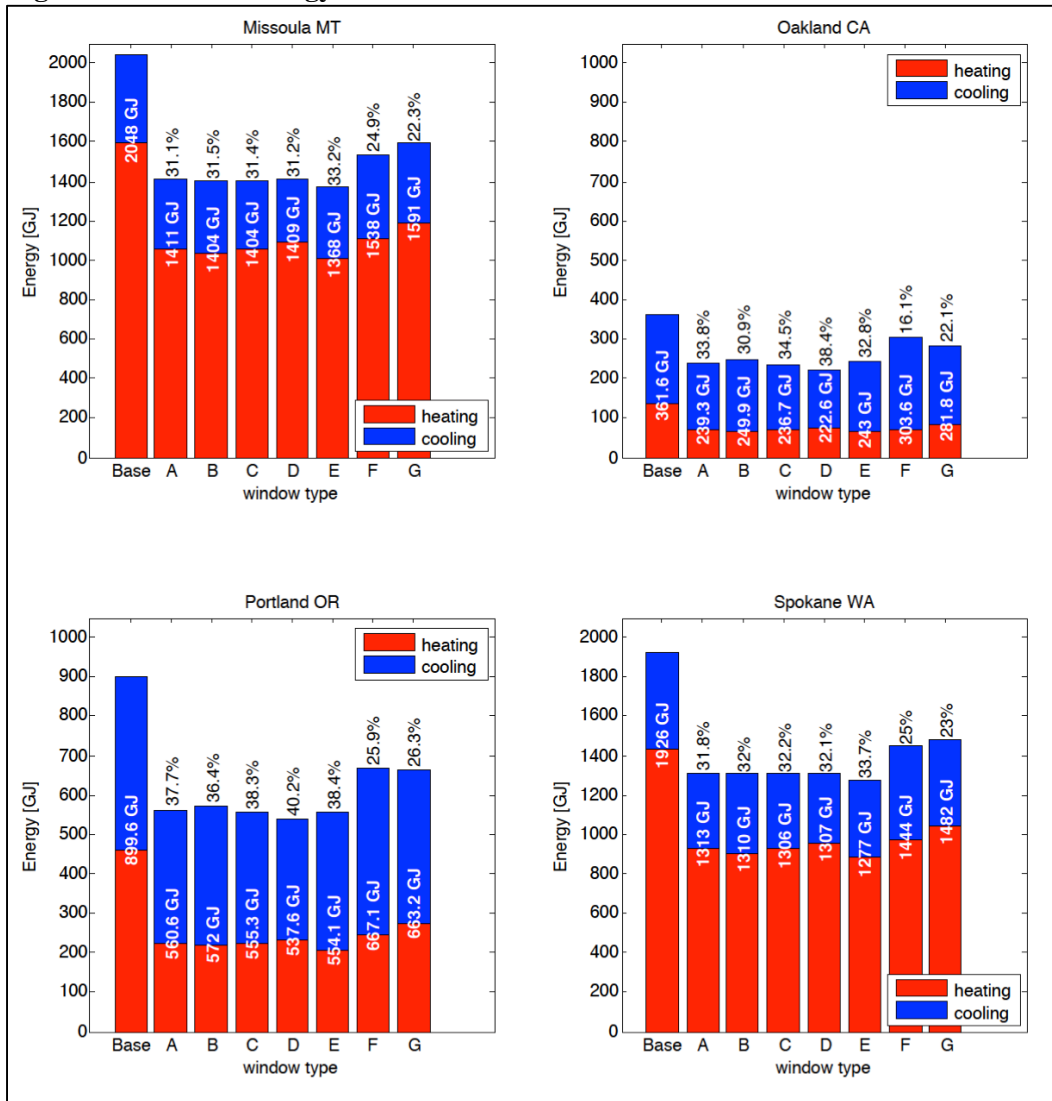 Missoula MT
Energy [GJ]
2000
1800
1600
1400
1200
1000
800
600
400
200
0
2048 GJ
31.1%
1411 GJ
31.5%
1404 GJ
31.4%
1404 GJ
31.2%
1409 GJ
33.2%
1368 GJ
24.9%
1538 GJ
22.3%
1591 GJ
heating
cooling
Base A B C D E F G
window type
Oakland CA
Energy [GJ]
1000
900
800
700
600
500
400
300
200
100
0
heating
cooling
361.6 GJ
33.8%
239.3 GJ
30.9%
249.9 GJ
34.5%
236.7 GJ
38.4%
222.6 GJ
32.8%
243 GJ
16.1%
303.6 GJ
22.1%
281.8 GJ
Base A B C D E F G
window type
Portland OR
Energy [GJ]
1000
900
800
700
600
500
400
300
200
100
0
heating
cooling
899.6 GJ
37.7%
560.6 GJ
36.4%
572 GJ
38.3%
555.3 GJ
40.2%
537.6 GJ
38.4%
554.1 GJ
25.9%
667.1 GJ
26.3%
663.2 GJ
Base A B C D E F G
window type
Spokane WA
Energy [GJ]
2000
1800
1600
1400
1200
1000
800
600
400
200
0
1926 GJ
31.8%
1313 GJ
32%
1310 GJ
32.2%
1306 GJ
32.1%
1307 GJ
33.7%
1277 GJ
25%
1444 GJ
23%
1482 GJ
heating
cooling
Base A B C D E F G
window type